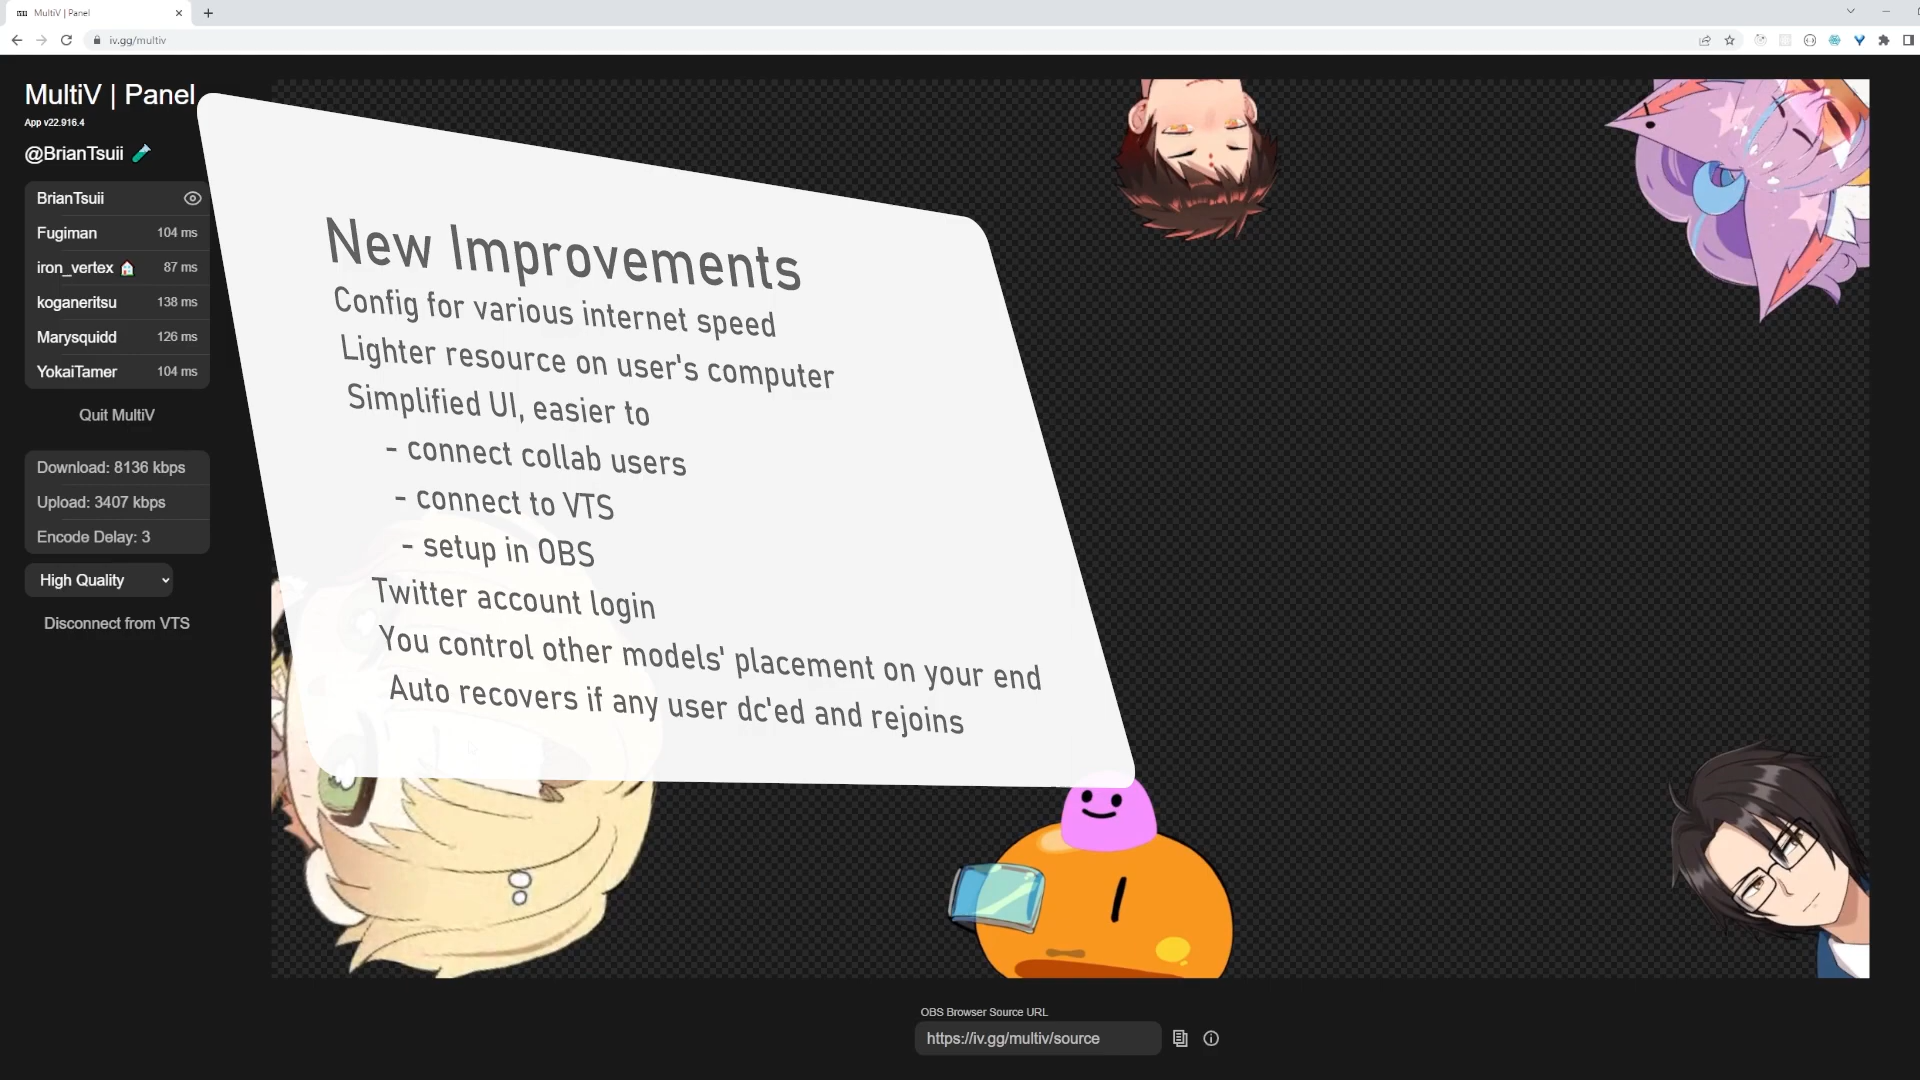 MultiV | Panel
iv.gg/multiv
MultiV | Panel
App v22.916.4
@BrianTsuii
BrianTsuii
Fugiman 104 ms
iron_vertex 87 ms
koganeritsu 138 ms
Marysquidd 126 ms
YokaiTamer 104 ms
Quit MultiV
Download: 8136 kbps
Upload: 3407 kbps
Encode Delay: 3
High Quality
Disconnect from VTS
New Improvements
Config for various internet speed
Lighter resource on user's computer
Simplified UI, easier to
- connect collab users
- connect to VTS
- setup in OBS
Twitter account login
You control other models' placement on your end
Auto recovers if any user dc'ed and rejoins
OBS Browser Source URL
https://iv.gg/multiv/source